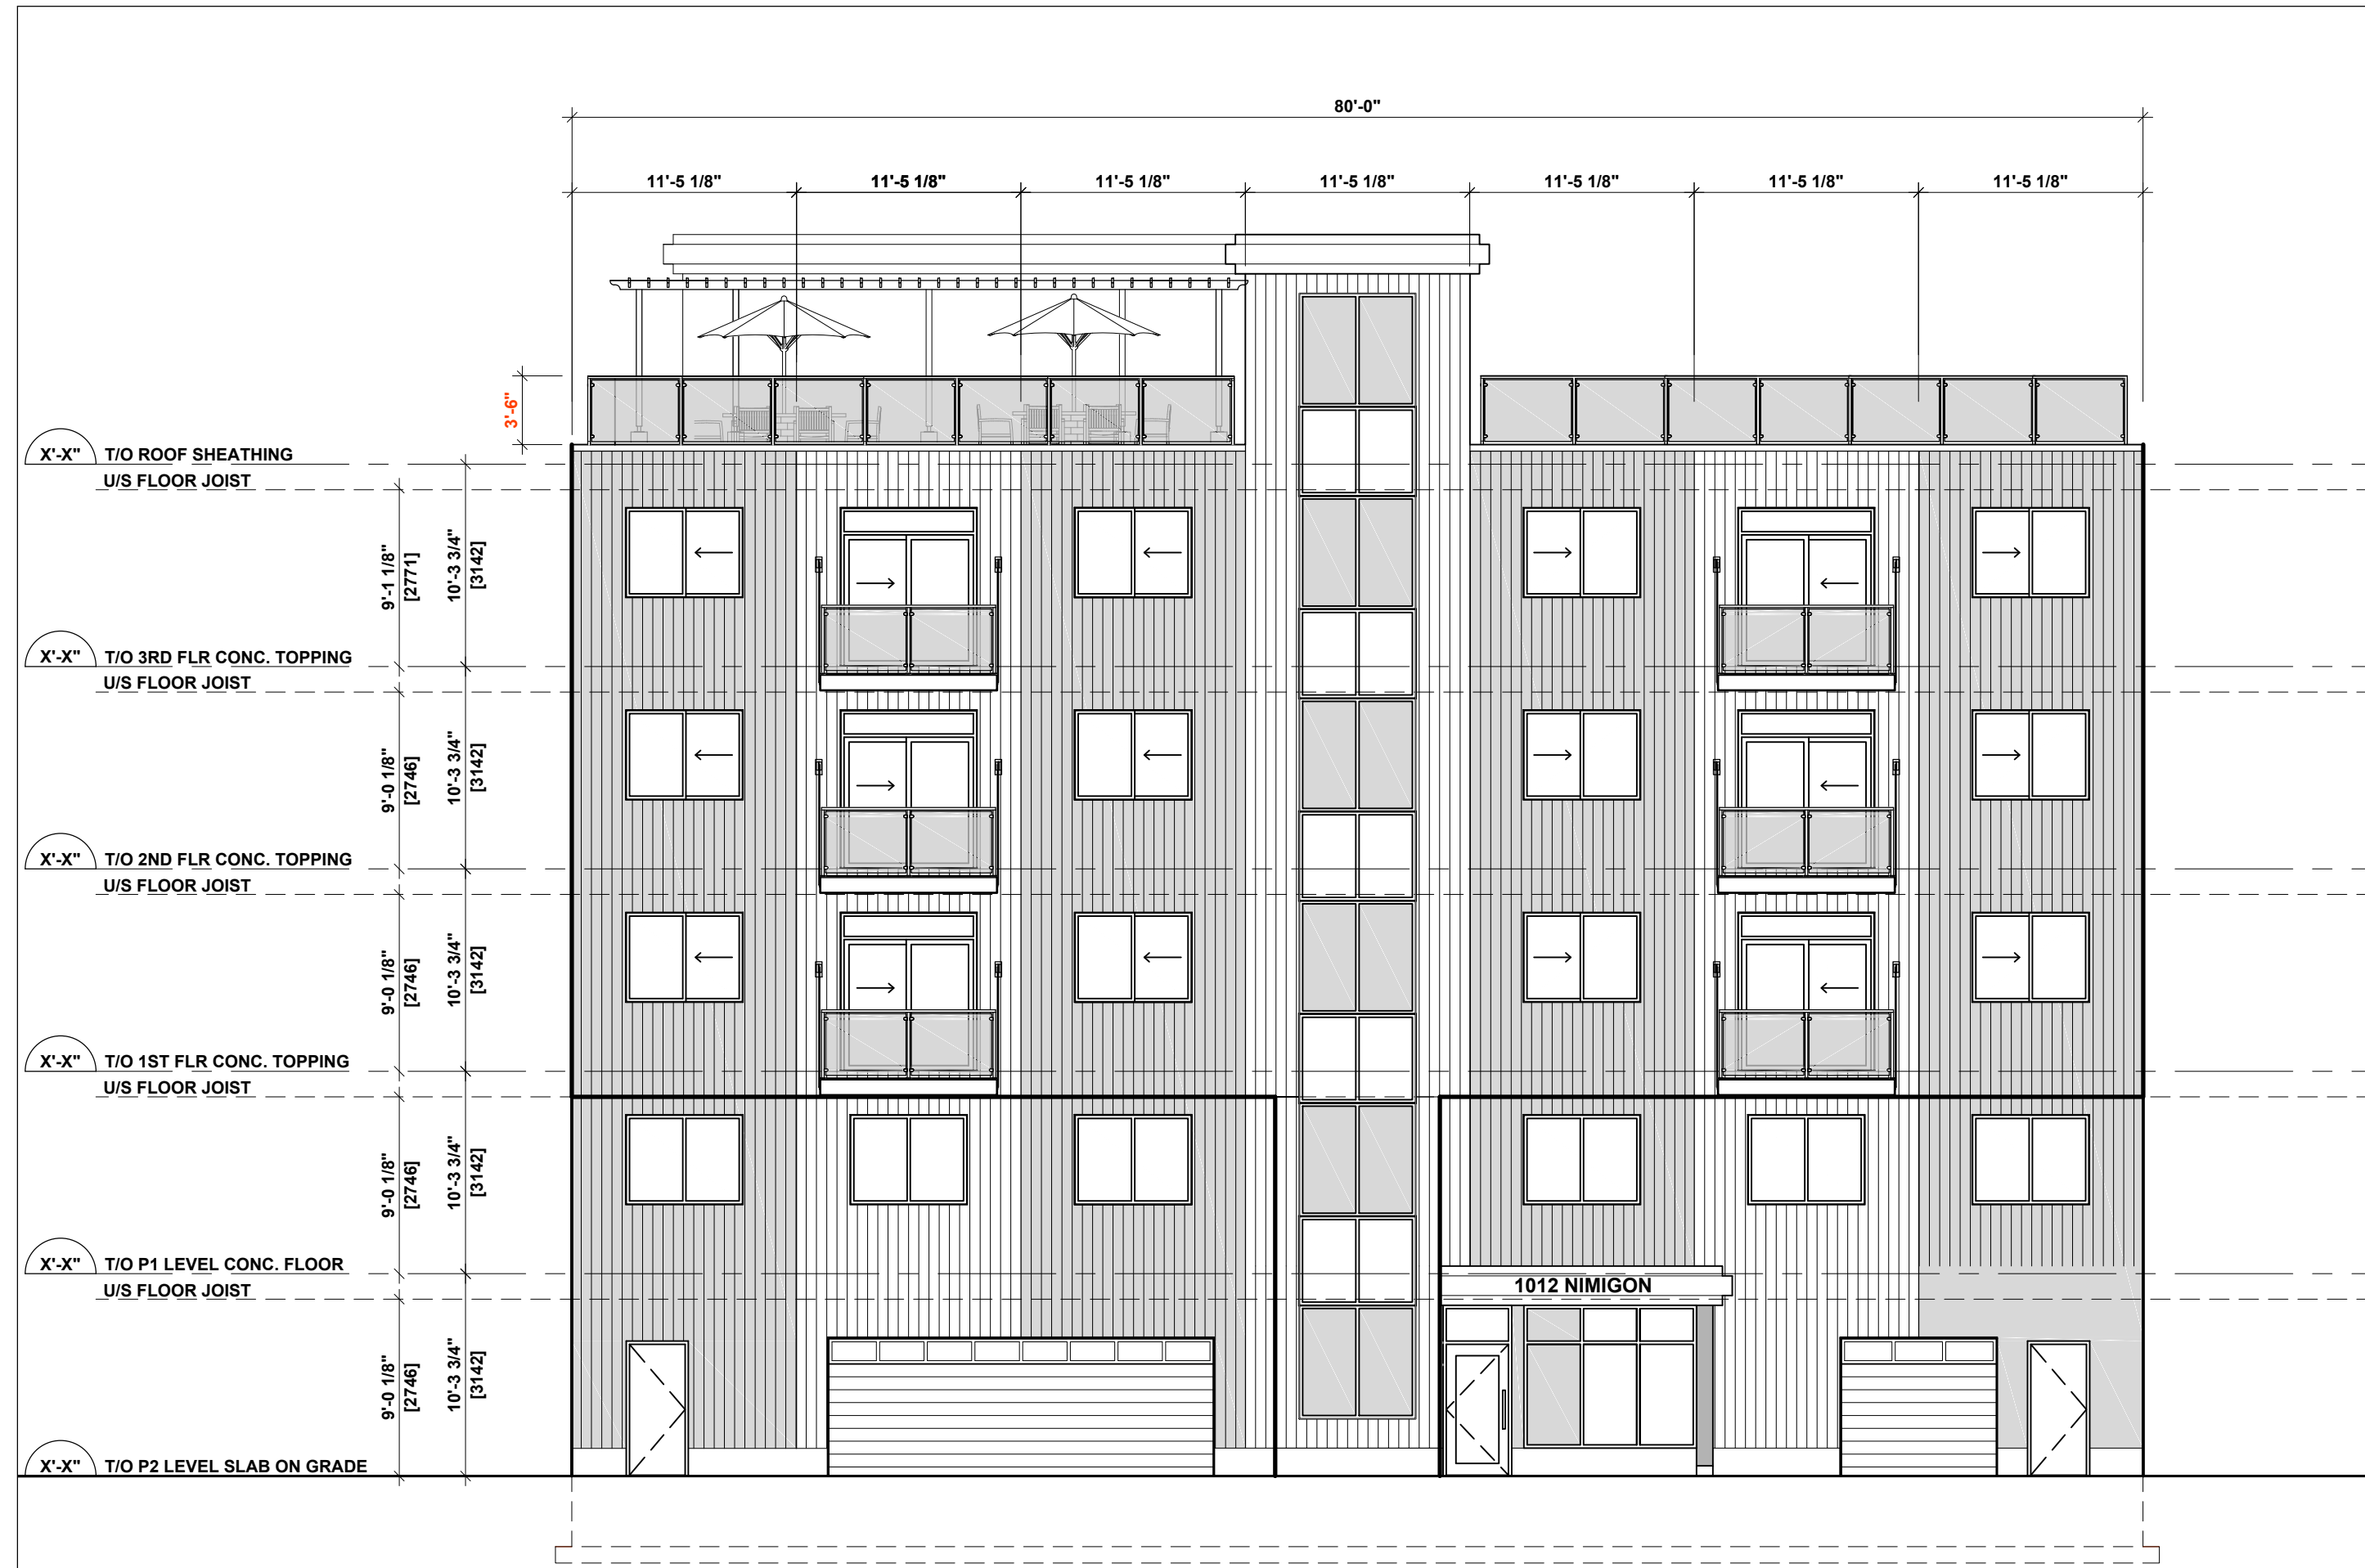 80'-0"
11'-5 1/8" 11'-5 1/8" 11'-5 1/8" 11'-5 1/8" 11'-5 1/8" 11'-5 1/8" 11'-5 1/8"
3'-6"
X'-X" T/O ROOF SHEATHING
U/S FLOOR JOIST
9'-1 1/8"
[2771]
10'-3 3/4"
[3142]
X'-X" T/O 3RD FLR CONC. TOPPING
U/S FLOOR JOIST
9'-0 1/8"
[2746]
10'-3 3/4"
[3142]
X'-X" T/O 2ND FLR CONC. TOPPING
U/S FLOOR JOIST
9'-0 1/8"
[2746]
10'-3 3/4"
[3142]
X'-X" T/O 1ST FLR CONC. TOPPING
U/S FLOOR JOIST
9'-0 1/8"
[2746]
10'-3 3/4"
[3142]
X'-X" T/O P1 LEVEL CONC. FLOOR
U/S FLOOR JOIST
1012 NIMIGON
9'-0 1/8"
[2746]
10'-3 3/4"
[3142]
X'-X" T/O P2 LEVEL SLAB ON GRADE